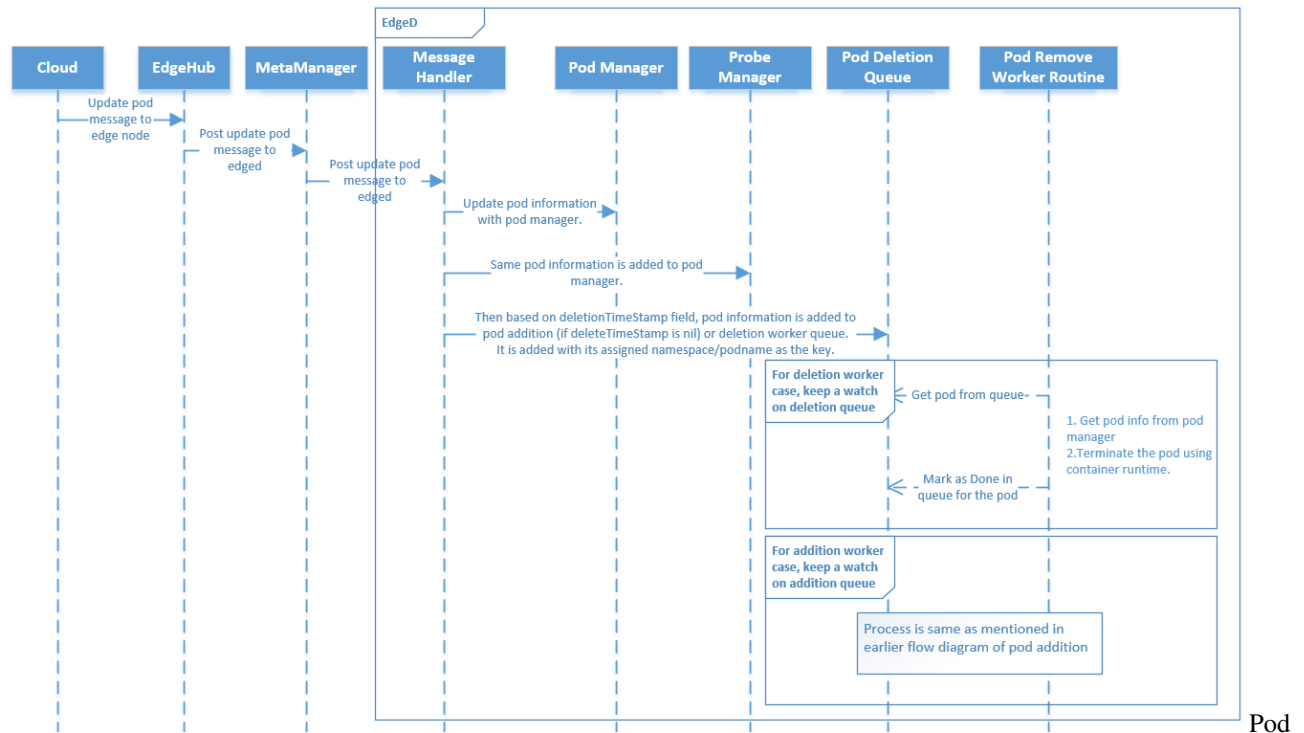 EdgeD
Cloud
EdgeHub
MetaManager
Message
Handler
Pod Manager
Probe
Manager
Pod Deletion
Queue
Pod Remove
Worker Routine
Update pod
message to
edge node
Post update pod
message to
edged
Post update pod
message to
edged
Update pod information
with pod manager.
Same pod information is added to pod
manager.
Then based on deletionTimeStamp field, pod information is added to
pod addition (if deleteTimeStamp is nil) or deletion worker queue.
It is added with its assigned namespace/podname as the key.
For deletion worker
case, keep a watch
on deletion queue
Get pod from queue-
1. Get pod info from pod
manager
2.Terminate the pod using
container runtime.
Mark as Done in
queue for the pod
For addition worker
case, keep a watch
on addition queue
Process is same as mentioned in
earlier flow diagram of pod addition
Pod